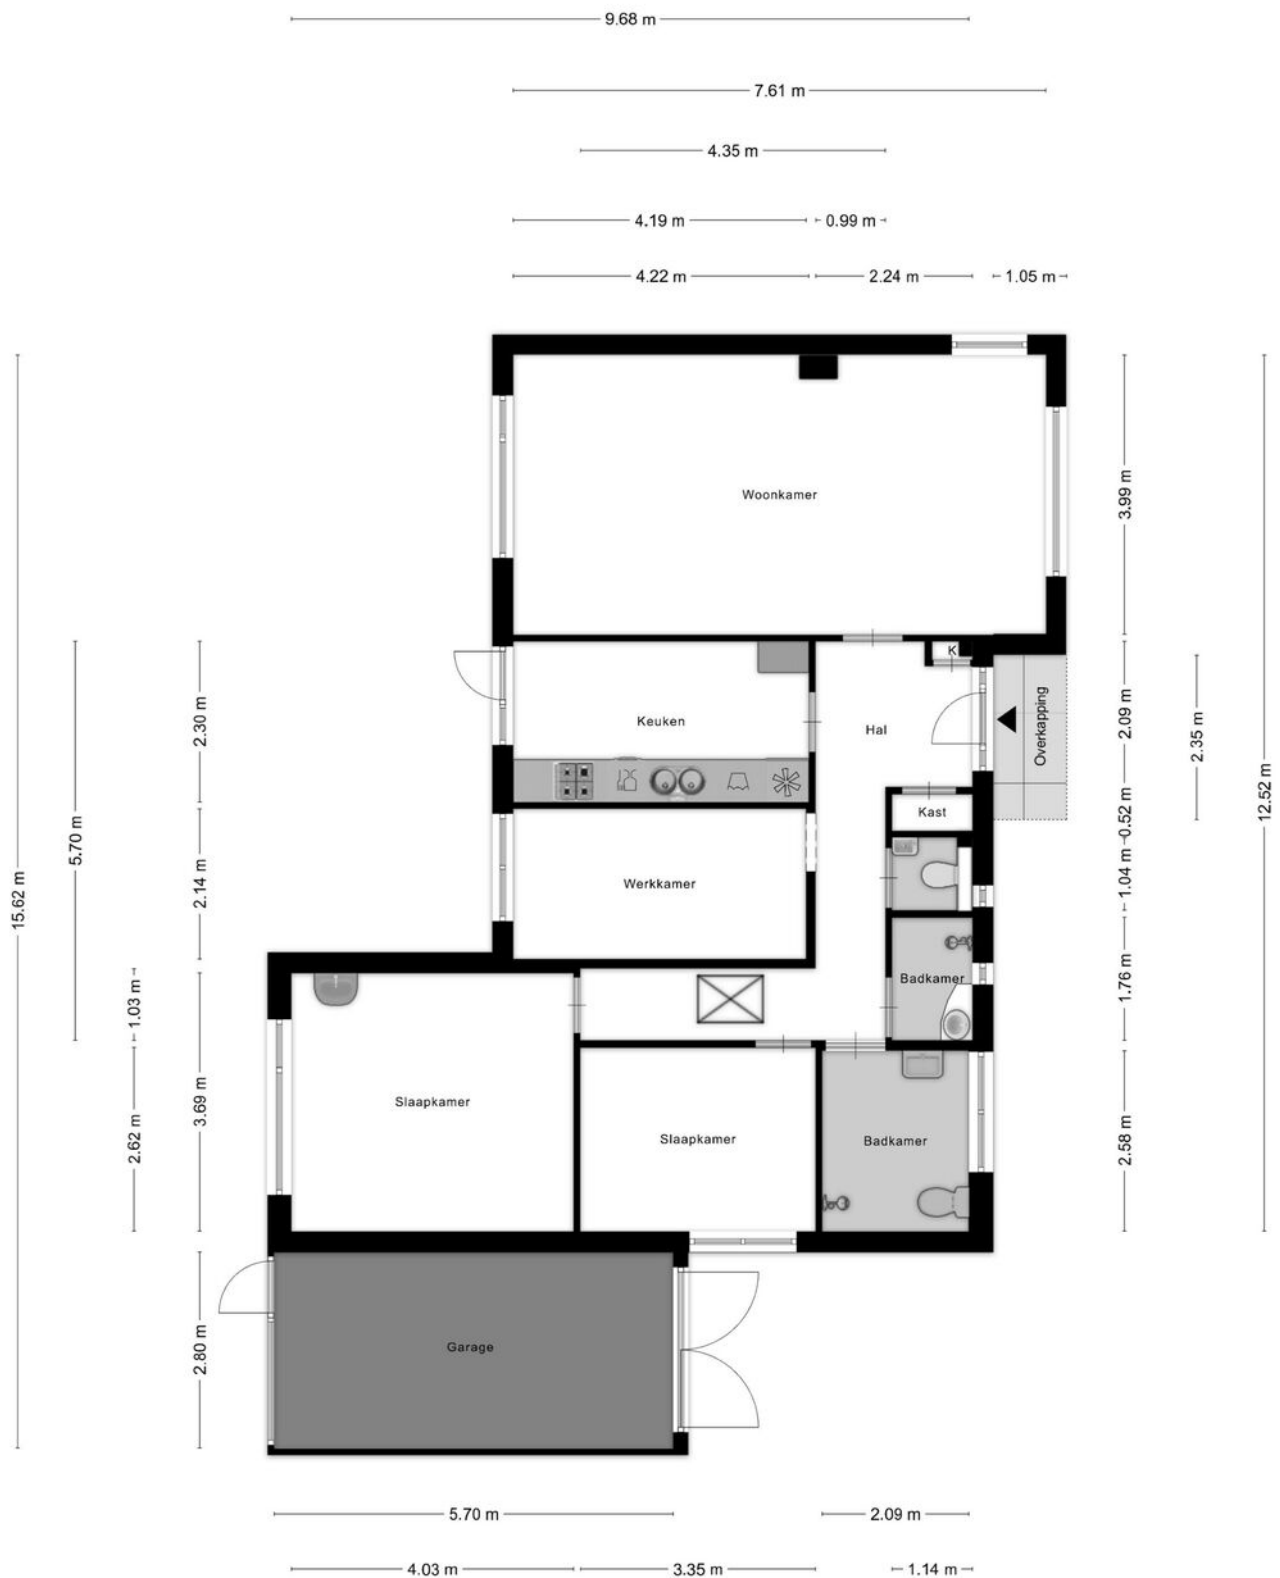 9.68 m
7.61 m
4.35 m
4.19 m
0.99 m
4.22 m
2.24 m
1.05 m
Woonkamer
3.99 m
K
Keuken
Hal
Overkapping
2.30 m
2.09 m
2.35 m
12.52 m
Kast
0.52 m
5.70 m
Werkkamer
2.14 m
1.04 m
15.62 m
Badkamer
1.76 m
1.03 m
Slaapkamer
3.69 m
2.62 m
Slaapkamer
Badkamer
2.58 m
Garage
2.80 m
5.70 m
2.09 m
4.03 m
3.35 m
1.14 m